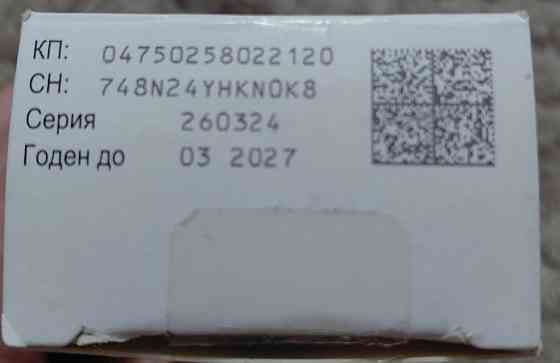 КП: 04750258022120
СН: 748N24YHKN0K8
Серия 260324
Годен до 03 2027